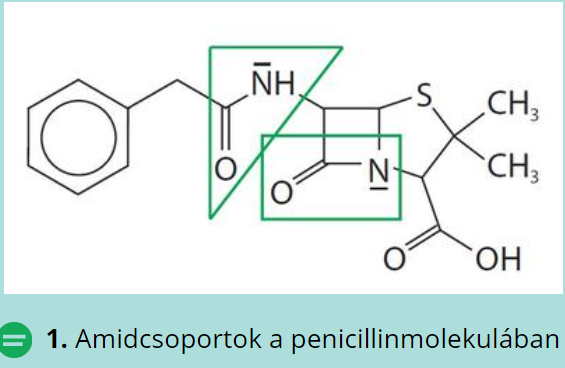 S
NH
CH₃
O
CH₃
O
N
O
OH
1. Amidcsoportok a penicillinmolekulában